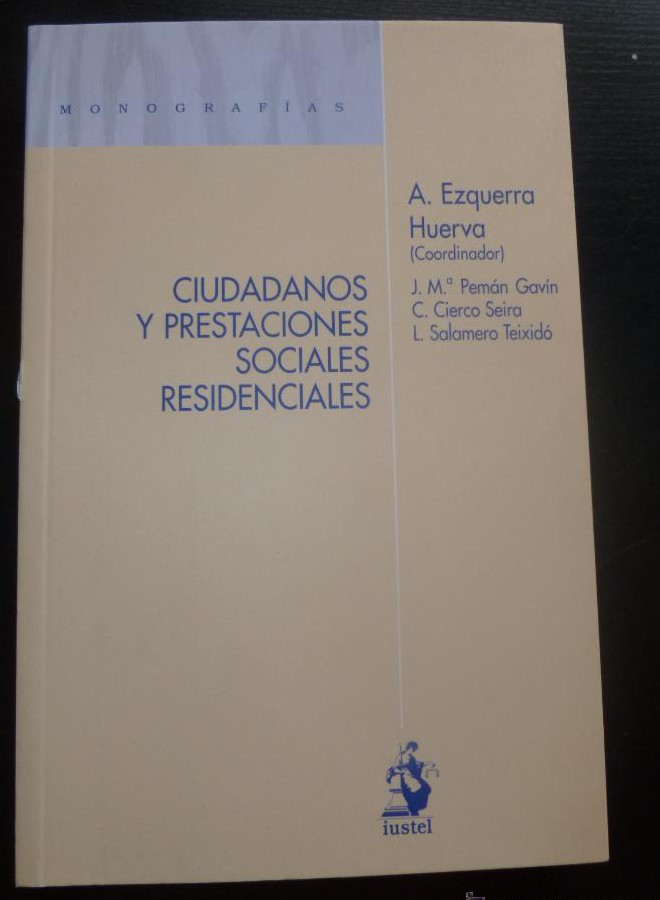 MONOGRAFÍAS
A. Ezquerra
Huerva
(Coordinador)
J. M.ª Pemán Gavín
C. Cierco Seira
L. Salamero Teixidó
CIUDADANOS
Y PRESTACIONES
SOCIALES
RESIDENCIALES
iustel